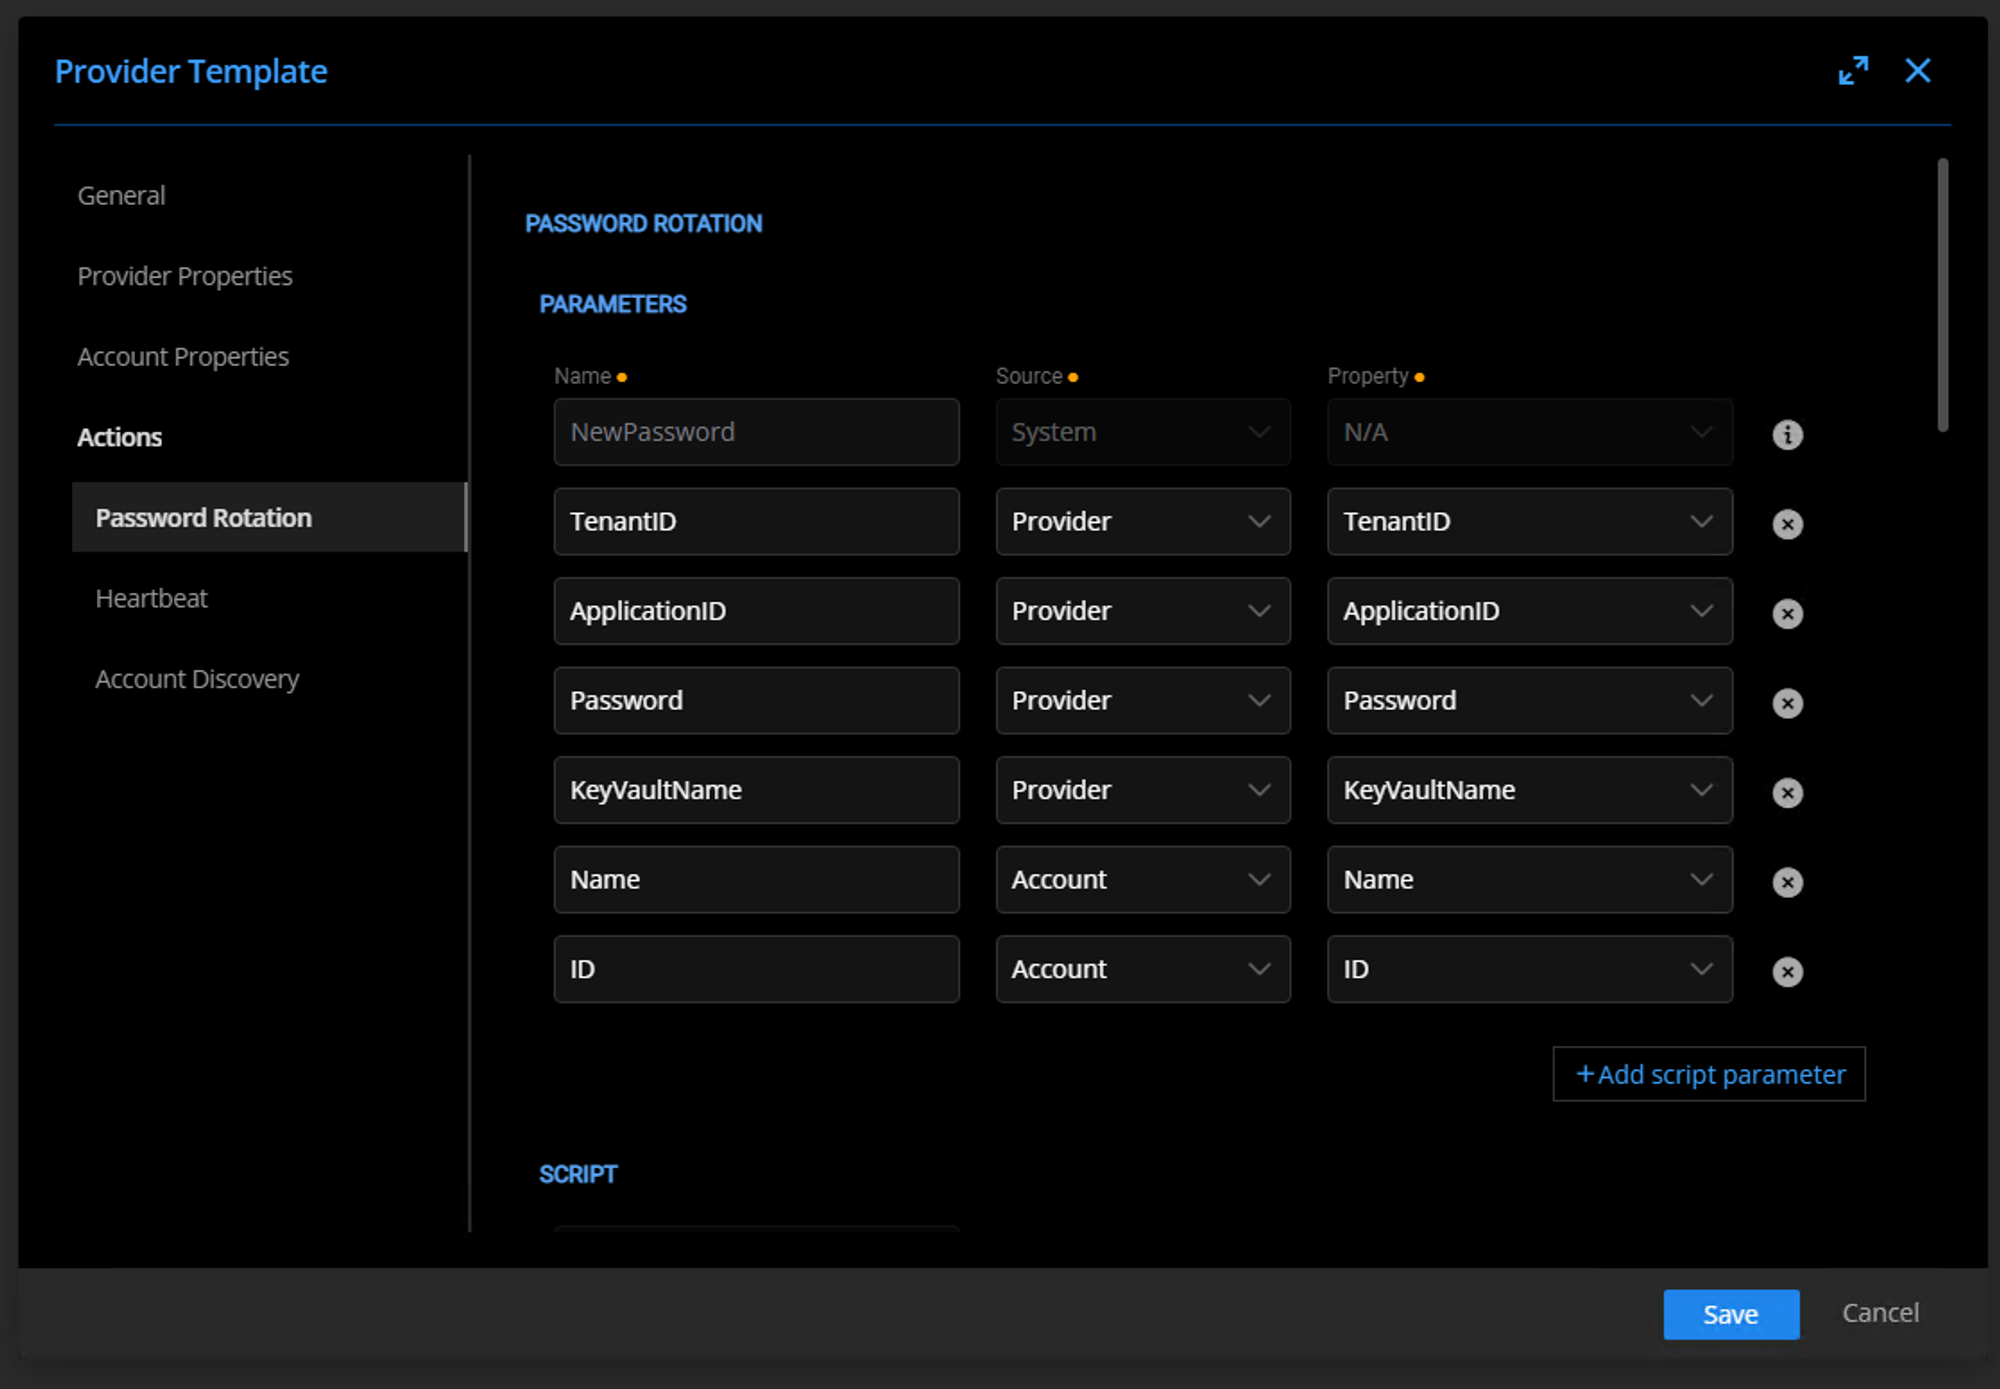 Provider Template
General
Provider Properties
Account Properties
Actions
Password Rotation
Heartbeat
Account Discovery
PASSWORD ROTATION
PARAMETERS
Name Source Property
NewPassword System N/A
TenantID Provider TenantID
ApplicationID Provider ApplicationID
Password Provider Password
KeyVaultName Provider KeyVaultName
Name Account Name
ID Account ID
+Add script parameter
SCRIPT
Save Cancel